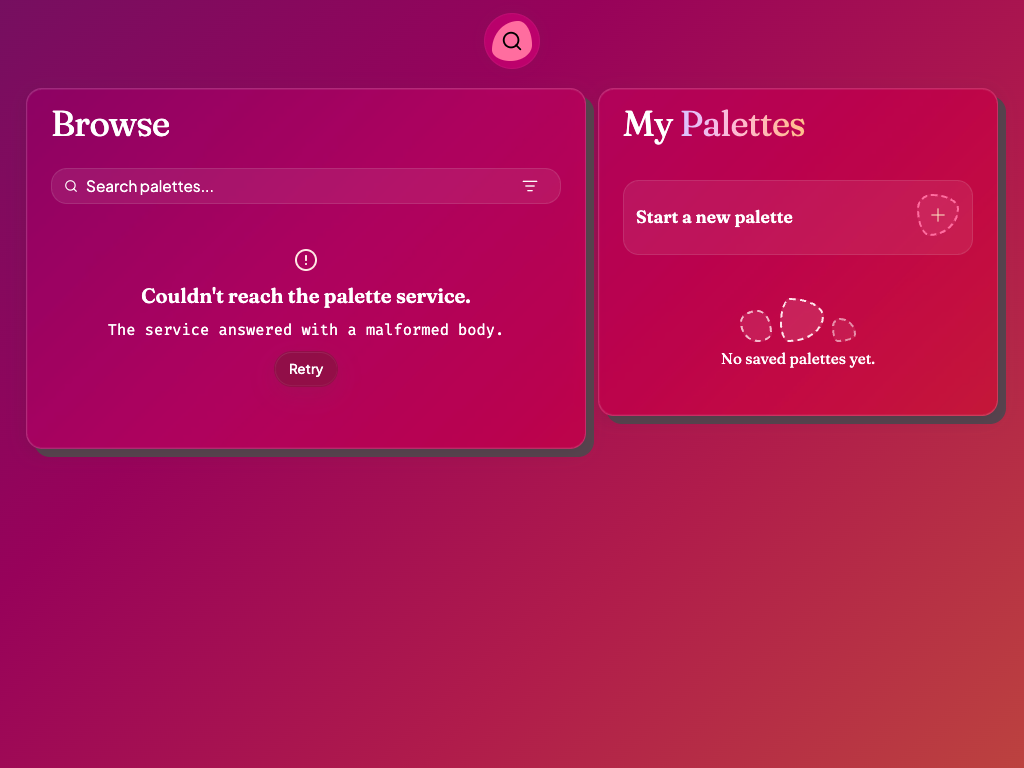 Browse
Search palettes...
Couldn't reach the palette service.
The service answered with a malformed body.
Retry
My Palettes
Start a new palette
No saved palettes yet.